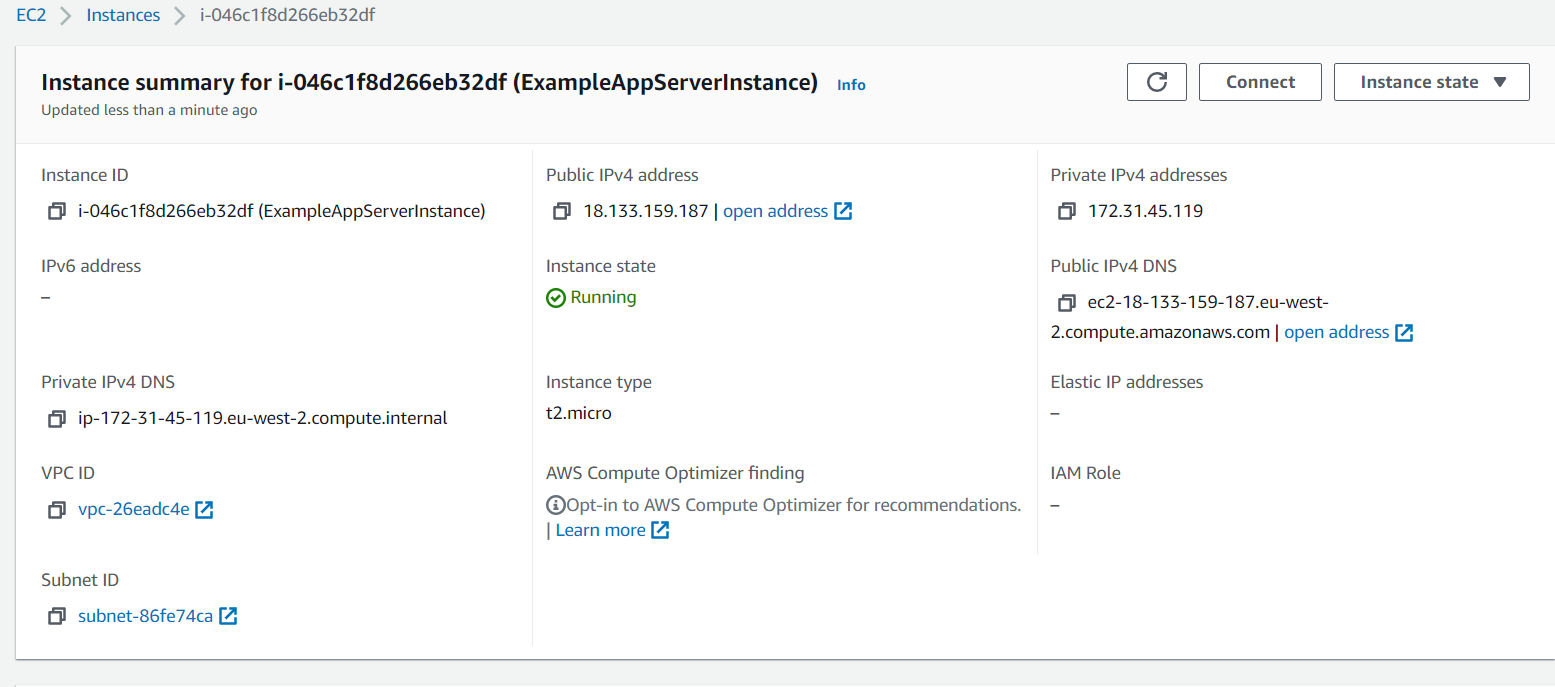 EC2 > Instances > i-046c1f8d266eb32df
Instance summary for i-046c1f8d266eb32df (ExampleAppServerInstance) Info
Updated less than a minute ago
Connect
Instance state
Instance ID
i-046c1f8d266eb32df (ExampleAppServerInstance)
Public IPv4 address
18.133.159.187 | open address
Private IPv4 addresses
172.31.45.119
IPv6 address
–
Instance state
Running
Public IPv4 DNS
ec2-18-133-159-187.eu-west-
2.compute.amazonaws.com | open address
Private IPv4 DNS
ip-172-31-45-119.eu-west-2.compute.internal
Instance type
t2.micro
Elastic IP addresses
–
VPC ID
vpc-26eadc4e
AWS Compute Optimizer finding
Opt-in to AWS Compute Optimizer for recommendations.
| Learn more
IAM Role
–
Subnet ID
subnet-86fe74ca